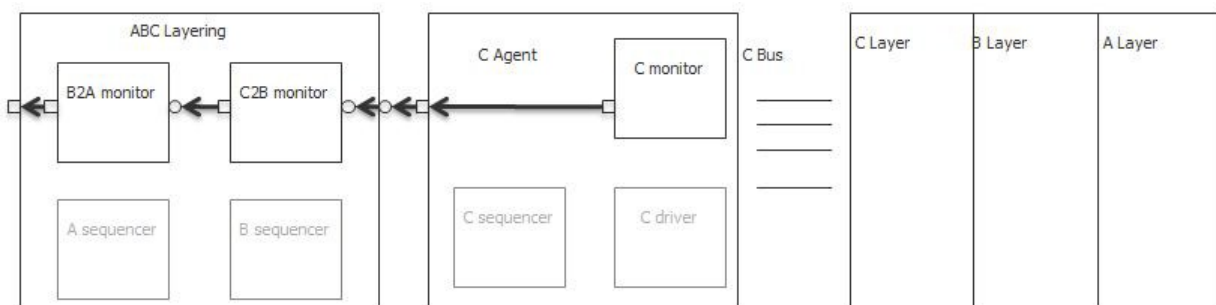 ABC Layering
B2A monitor
C2B monitor
A sequencer
B sequencer
C Agent
C monitor
C sequencer
C driver
C Bus
C Layer
B Layer
A Layer